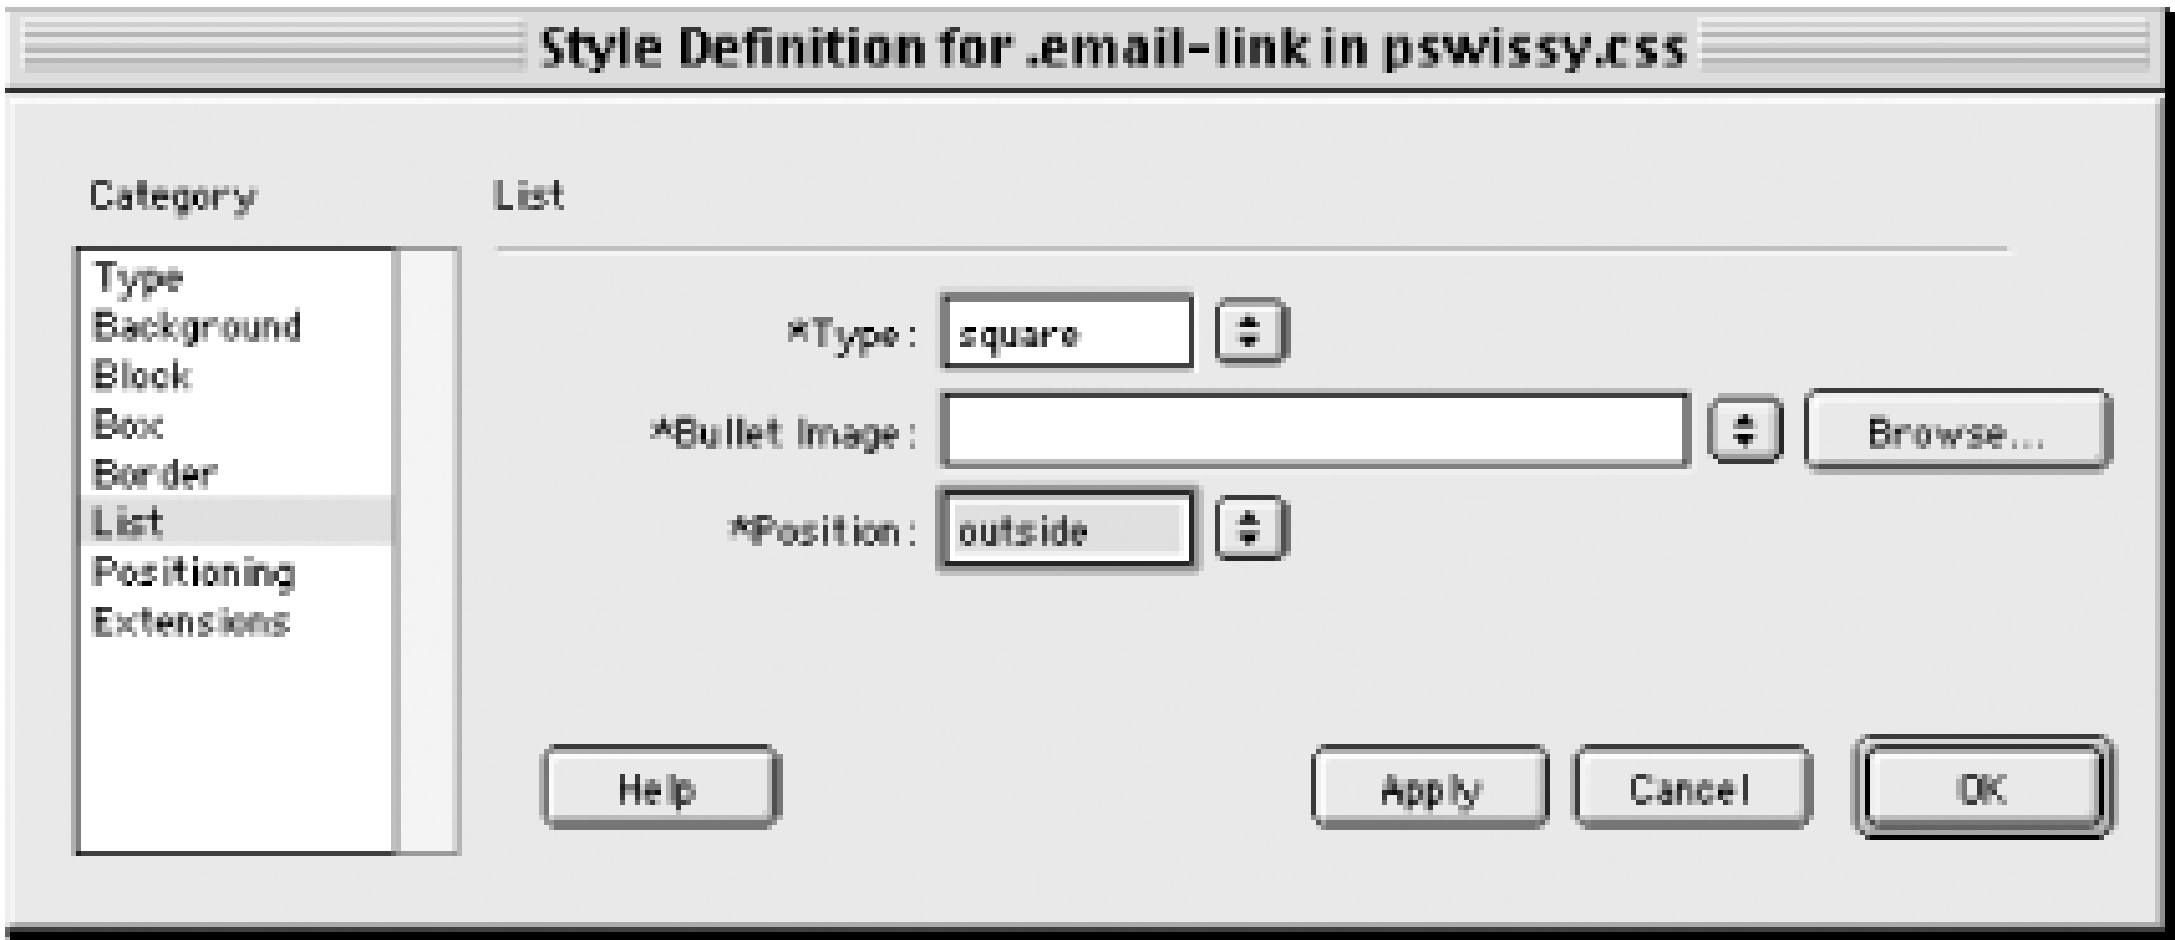 Style Definition for .email-link in pswissy.css
Category
List
Type
Background
Block
Box
Border
List
Positioning
Extensions
*Type: square
*Bullet Image: Browse...
*Position: outside
Help Apply Cancel OK